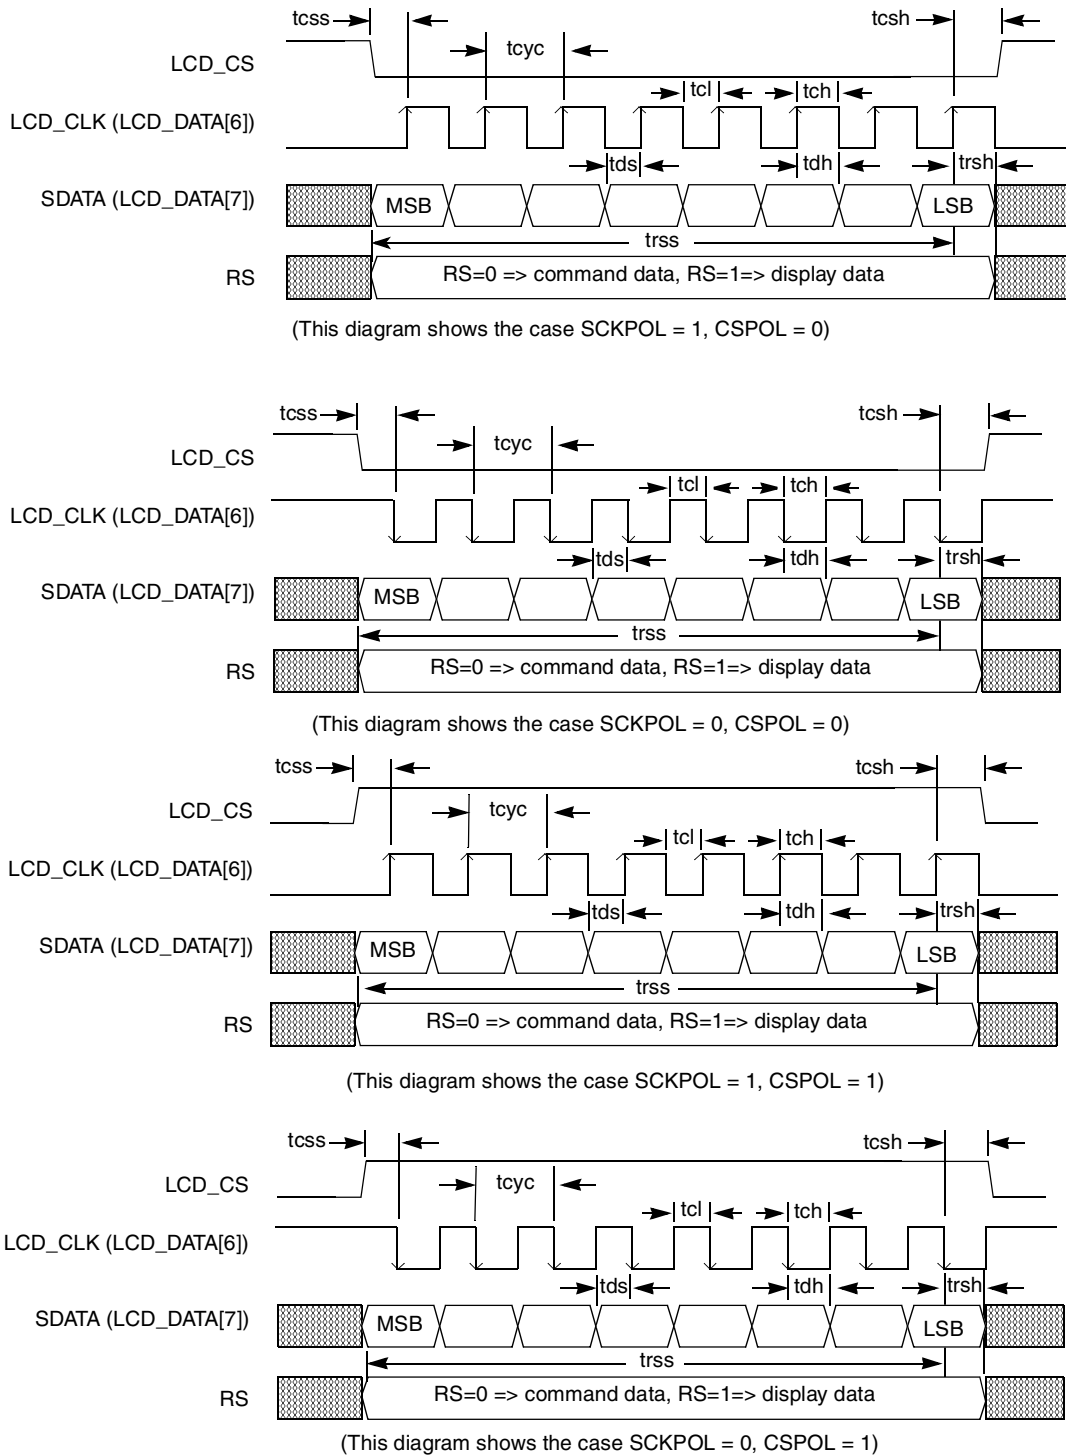 tcss
tcsh
LCD_CS
tcyc
tcl
tch
LCD_CLK (LCD_DATA[6])
tds
tdh
trsh
SDATA (LCD_DATA[7])
MSB
LSB
trss
RS
RS=0 => command data, RS=1=> display data
(This diagram shows the case SCKPOL = 1, CSPOL = 0)
tcss
tcsh
LCD_CS
tcyc
tcl
tch
LCD_CLK (LCD_DATA[6])
tds
tdh
trsh
SDATA (LCD_DATA[7])
MSB
LSB
trss
RS
RS=0 => command data, RS=1=> display data
(This diagram shows the case SCKPOL = 0, CSPOL = 0)
tcss
tcsh
LCD_CS
tcyc
tcl
tch
LCD_CLK (LCD_DATA[6])
tds
tdh
trsh
SDATA (LCD_DATA[7])
MSB
LSB
trss
RS
RS=0 => command data, RS=1=> display data
(This diagram shows the case SCKPOL = 1, CSPOL = 1)
tcss
tcsh
LCD_CS
tcyc
tcl
tch
LCD_CLK (LCD_DATA[6])
tds
tdh
trsh
SDATA (LCD_DATA[7])
MSB
LSB
trss
RS
RS=0 => command data, RS=1=> display data
(This diagram shows the case SCKPOL = 0, CSPOL = 1)